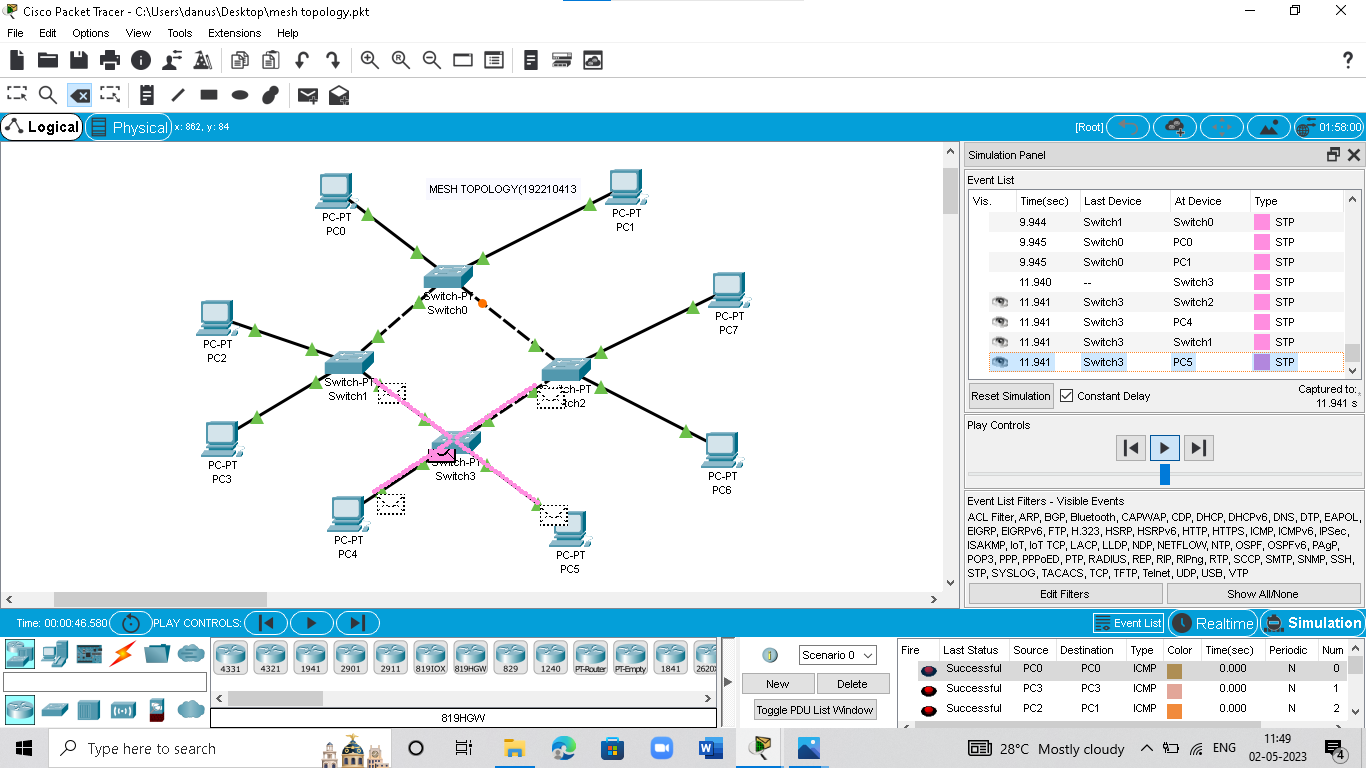 Cisco Packet Tracer - C:\Users\danus\Desktop\mesh topology.pkt
File Edit Options View Tools Extensions Help
Logical Physical x: 862, y: 84 [Root] 01:58:00
MESH TOPOLOGY(192210413
PC-PT
PC0
PC-PT
PC1
Switch-PT
Switch0
PC-PT
PC7
PC-PT
PC2
Switch-PT
Switch1
PC-PT
PC3
PC-PT
PC6
Switch-PT
Switch3
PC-PT
PC4
PC-PT
PC5
Simulation Panel
Event List
Vis. Time(sec) Last Device At Device Type
9.944 Switch1 Switch0 STP
9.945 Switch0 PC0 STP
9.945 Switch0 PC1 STP
11.940 -- Switch3 STP
11.941 Switch3 Switch2 STP
11.941 Switch3 PC4 STP
11.941 Switch3 Switch1 STP
11.941 Switch3 PC5 STP
Reset Simulation Constant Delay Captured to:
11.941 s
Play Controls
Event List Filters - Visible Events
ACL Filter, ARP, BGP, Bluetooth, CAPWAP, CDP, DHCP, DHCPv6, DNS, DTP, EAPOL,
EIGRP, EIGRPv6, FTP, H.323, HSRP, HSRPv6, HTTP, HTTPS, ICMP, ICMPv6, IPSec,
ISAKMP, IoT, IoT TCP, LACP, LLDP, NDP, NETFLOW, NTP, OSPF, OSPFv6, PAgP,
POP3, PPP, PPPoED, PTP, RADIUS, REP, RIP, RIPng, RTP, SCCP, SMTP, SNMP, SSH,
STP, SYSLOG, TACACS, TCP, TFTP, Telnet, UDP, USB, VTP
Edit Filters Show All/None
Time: 00:00:46.580 PLAY CONTROLS: Event List Realtime Simulation
4331 4321 1941 2901 2911 819IOX 819HGW 829 1240 PT-Router PT-Empty 1841 2620X
819HGW
Scenario 0
New Delete
Toggle PDU List Window
Fire Last Status Source Destination Type Color Time(sec) Periodic Num
Successful PC0 PC0 ICMP 0.000 N 0
Successful PC3 PC3 ICMP 0.000 N 1
Successful PC2 PC1 ICMP 0.000 N 2
Type here to search
28°C Mostly cloudy ENG 11:49
02-05-2023 4